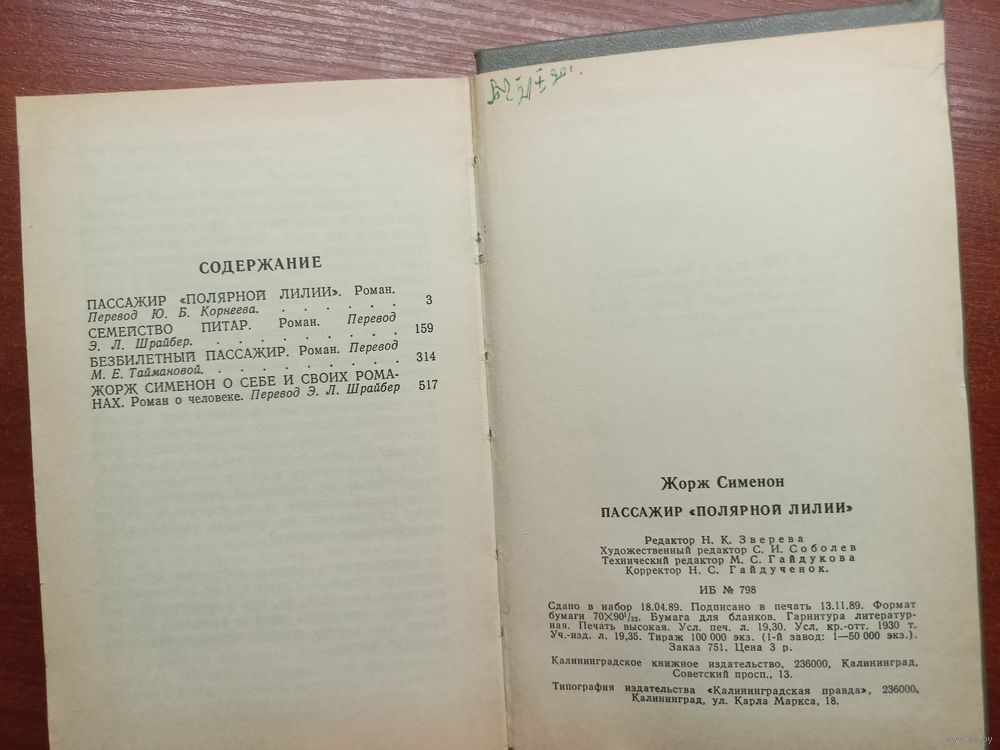 СОДЕРЖАНИЕ
ПАССАЖИР «ПОЛЯРНОЙ ЛИЛИИ». Роман.
Перевод Ю. Б. Корнеева. . . . . . . 3
СЕМЕЙСТВО ПИТАР. Роман. Перевод
Э. Л. Шрайбер. . . . . . . . . 159
БЕЗБИЛЕТНЫЙ ПАССАЖИР. Роман. Перевод
М. Е. Таймановой. . . . . . . . 314
ЖОРЖ СИМЕНОН О СЕБЕ И СВОИХ РОМА-
НАХ. Роман о человеке. Перевод Э. Л. Шрайбер 517
Жорж Сименон
ПАССАЖИР «ПОЛЯРНОЙ ЛИЛИИ»
Редактор Н. К. Зверева
Художественный редактор С. И. Соболев
Технический редактор М. С. Гайдукова
Корректор Н. С. Гайдученок.
ИБ № 798
Сдано в набор 18.04.89. Подписано в печать 13.11.89. Формат
бумаги 70×90¹/₃₂. Бумага для бланков. Гарнитура литератур-
ная. Печать высокая. Усл. печ. л. 19,30. Усл. кр.-отт. 1930 т.
Уч.-изд. л. 19,35. Тираж 100 000 экз. (1-й завод: 1—50 000 экз.).
Заказ 751. Цена 3 р.
Калининградское книжное издательство, 236000, Калининград,
Советский просп., 13.
Типография издательства «Калининградская правда», 236000,
Калининград, ул. Карла Маркса, 18.